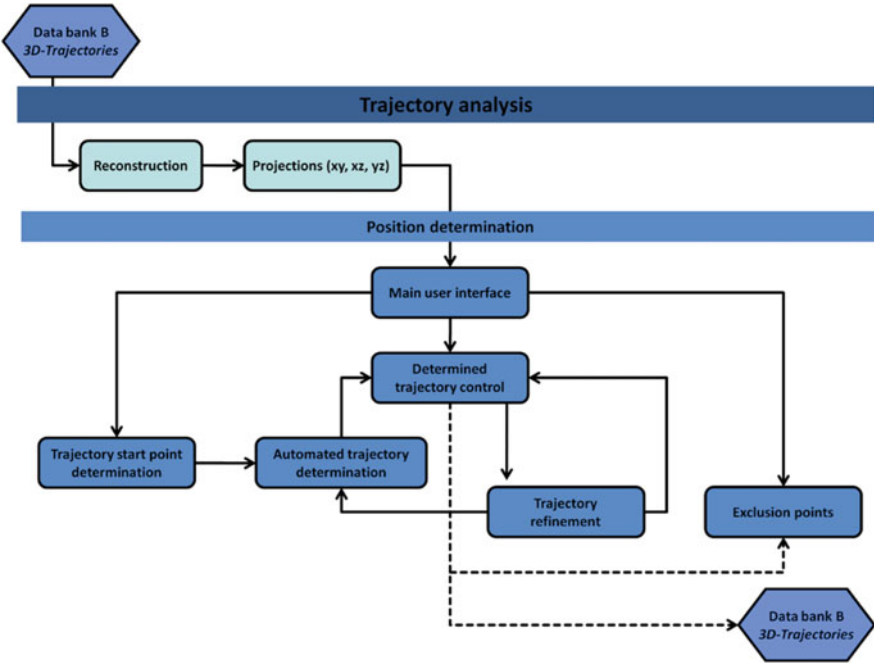 Data bank B
3D-Trajectories
Trajectory analysis
Reconstruction
Projections (xy, xz, yz)
Position determination
Main user interface
Determined
trajectory control
Trajectory start point
determination
Automated trajectory
determination
Trajectory
refinement
Exclusion points
Data bank B
3D-Trajectories